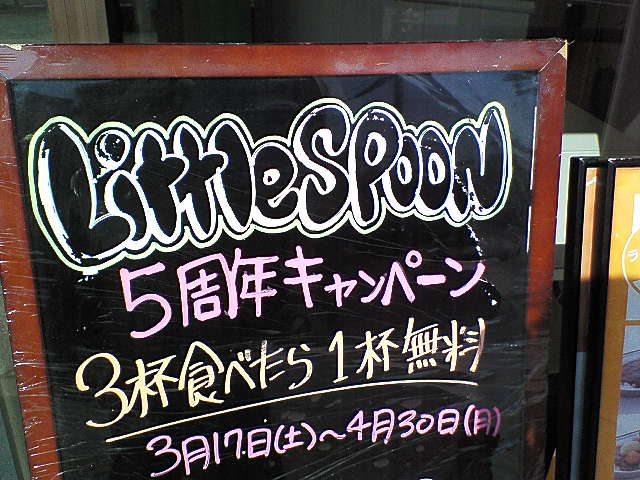 LittleSPOON
5周年キャンペーン
3杯食べたら1杯無料
3月17日(土)~4月30日(月)